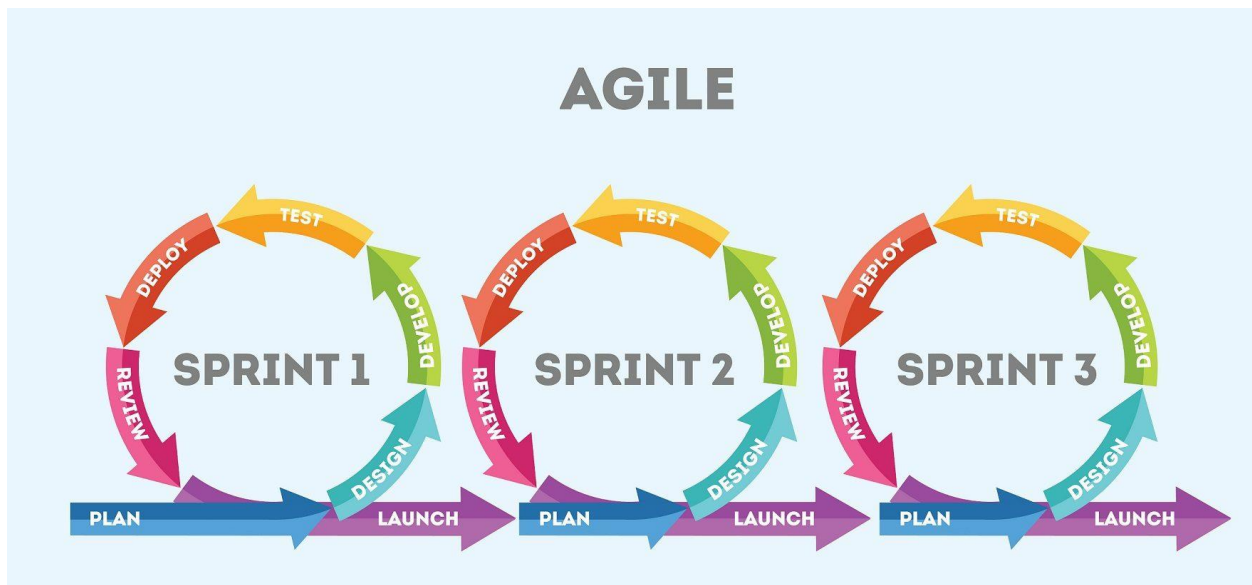 AGILE
SPRINT 1
PLAN
DESIGN
DEVELOP
TEST
DEPLOY
REVIEW
LAUNCH
SPRINT 2
PLAN
DESIGN
DEVELOP
TEST
DEPLOY
REVIEW
LAUNCH
SPRINT 3
PLAN
DESIGN
DEVELOP
TEST
DEPLOY
REVIEW
LAUNCH